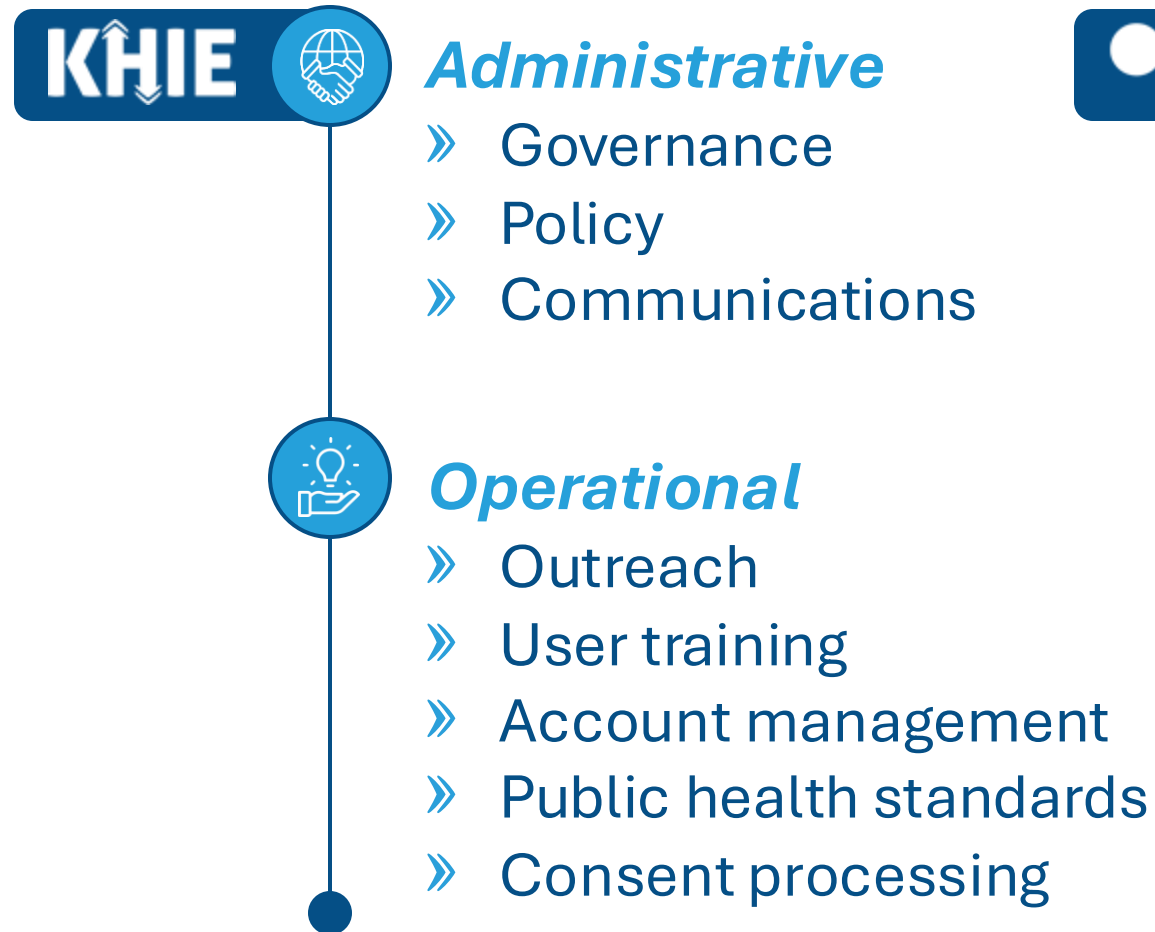 KHIE
Administrative
» Governance
» Policy
» Communications
Operational
» Outreach
» User training
» Account management
» Public health standards
» Consent processing